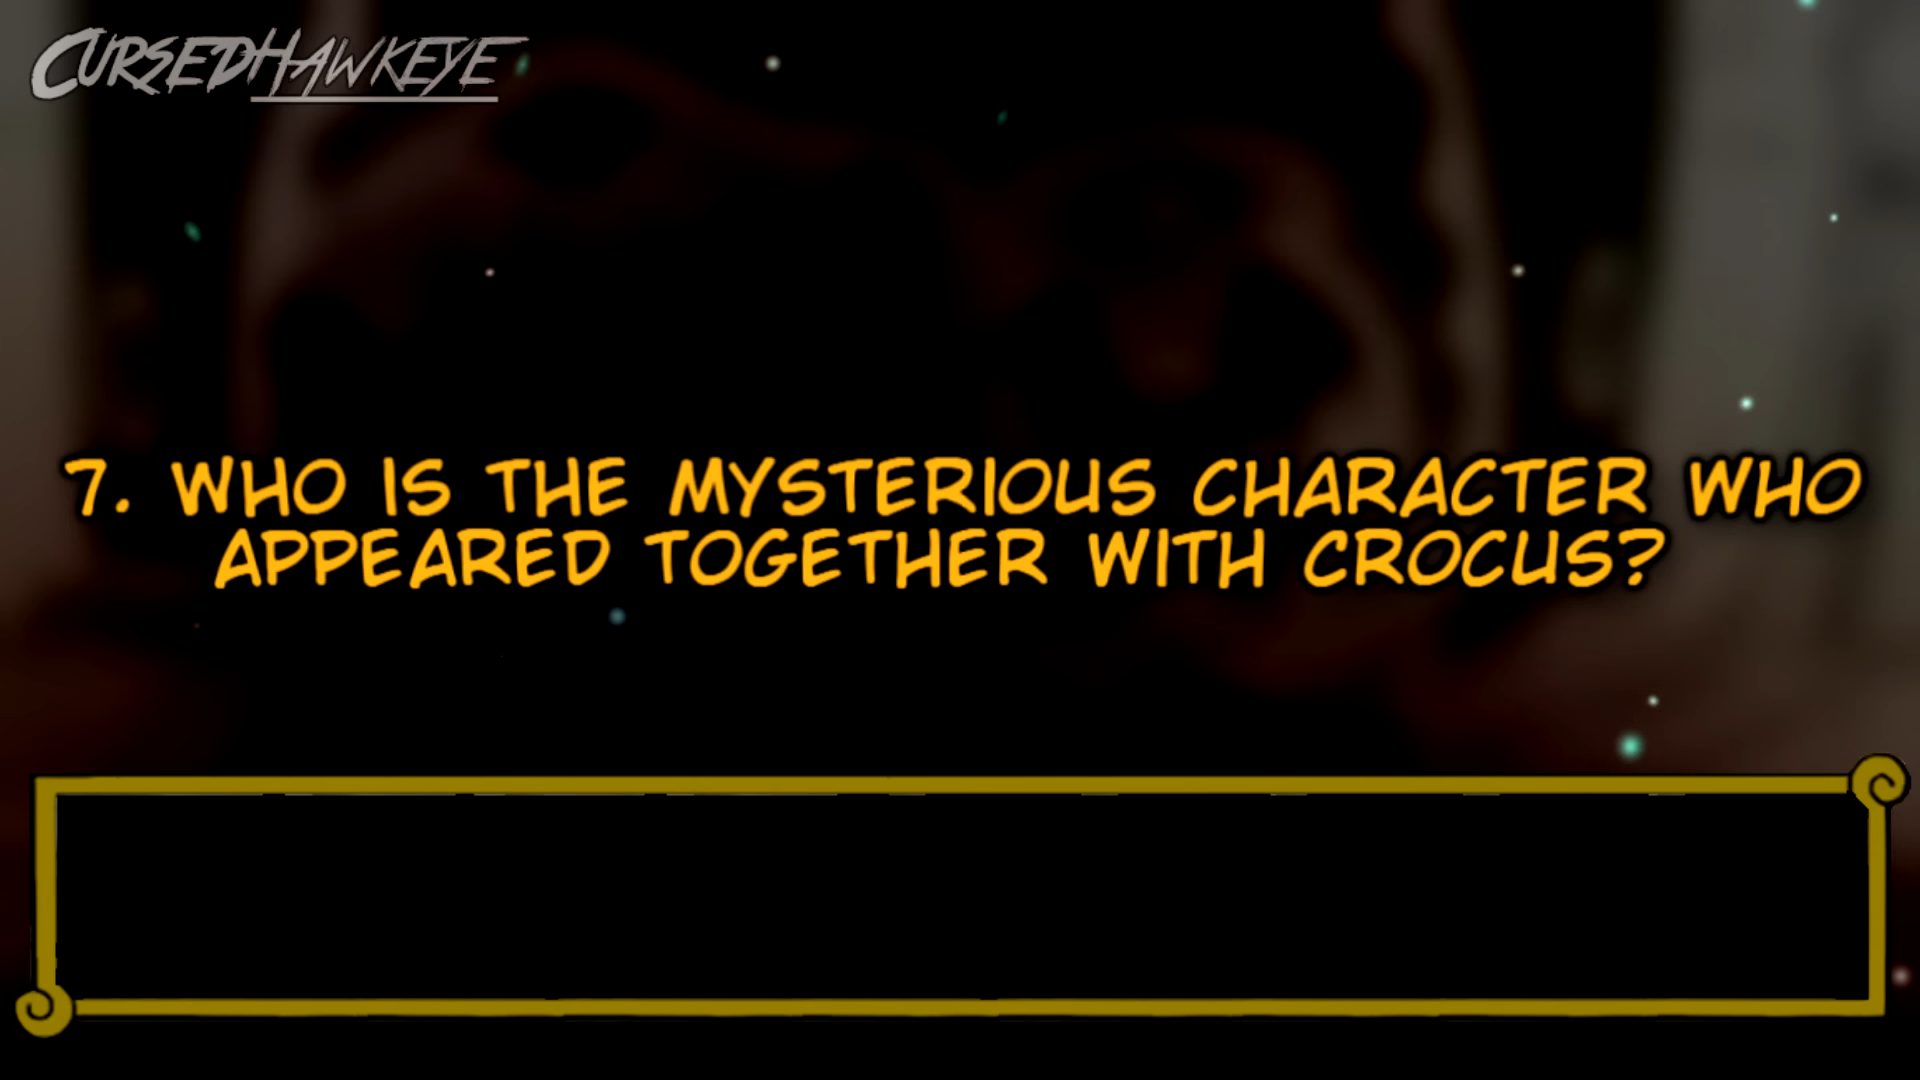 CURSEDHAWKEYE
7. WHO IS THE MYSTERIOUS CHARACTER WHO
APPEARED TOGETHER WITH CROCUS?